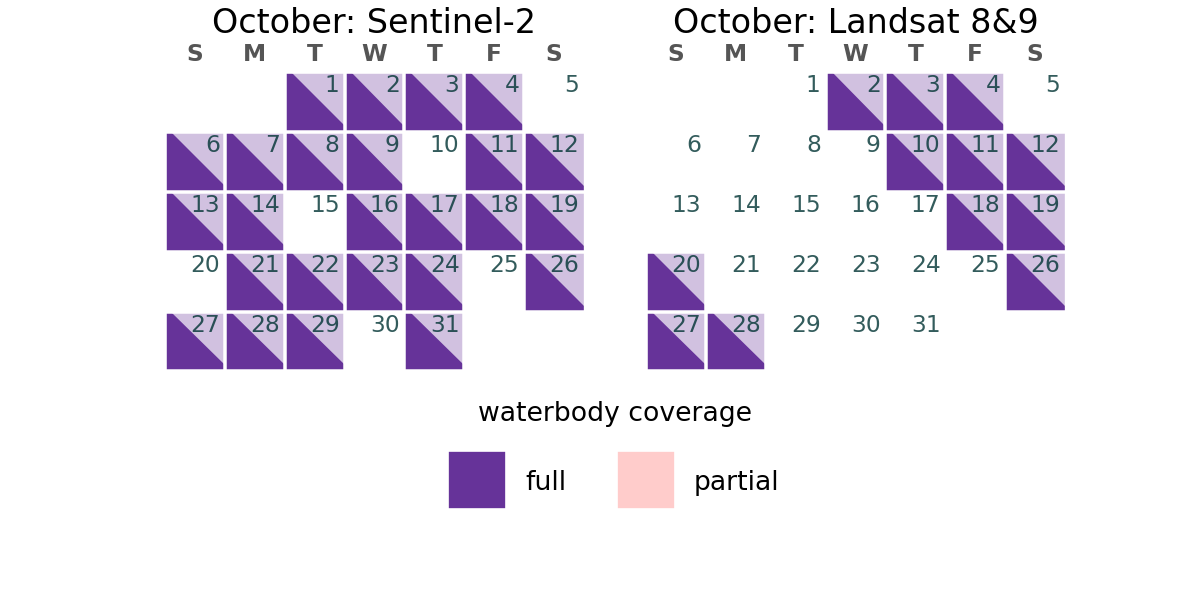 October: Sentinel-2
S M T W T F S
1 2 3 4 5
6 7 8 9 10 11 12
13 14 15 16 17 18 19
20 21 22 23 24 25 26
27 28 29 30 31
October: Landsat 8&9
S M T W T F S
1 2 3 4 5
6 7 8 9 10 11 12
13 14 15 16 17 18 19
20 21 22 23 24 25 26
27 28 29 30 31
waterbody coverage
full partial